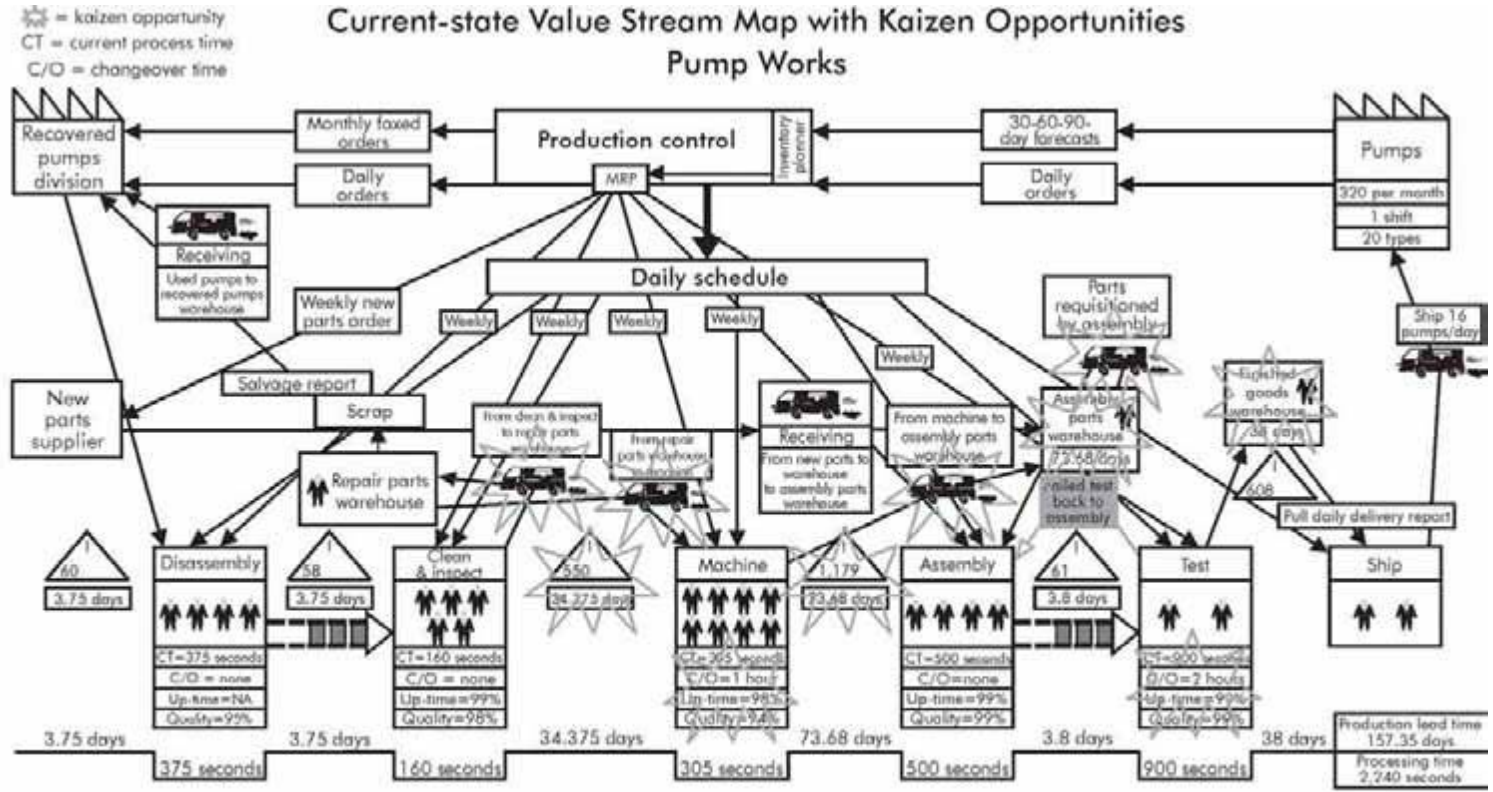 = kaizen opportunity
CT = current process time
C/O = changeover time
Current-state Value Stream Map with Kaizen Opportunities
Pump Works
Recovered
pumps
division
Monthly faxed
orders
Daily
orders
Production control
MRP
Inventory
planner
30-60-90-
day forecasts
Daily
orders
Pumps
320 per month
1 shift
20 types
Receiving
Used pumps to
recovered pumps
warehouse
Daily schedule
Weekly new
parts order
Weekly
Weekly
Weekly
Weekly
Weekly
Parts
requisitioned
by assembly
Ship 16
pumps/day
New
parts
supplier
Salvage report
Scrap
From clean & inspect
to repair parts
warehouse
From repair
parts warehouse
Receiving
From new parts to
warehouse
to assembly parts
warehouse
From machine to
assembly parts
warehouse
Assembly
parts
warehouse
73.68/days
Failed test
back to
assembly
Finished
goods
warehouse
38 days
608
Pull daily delivery report
Repair parts
warehouse
I
60
3.75 days
Disassembly
CT=375 seconds
C/O = none
Up-time=NA
Quality=95%
I
58
3.75 days
Clean
& inspect
CT=160 seconds
C/O = none
Up-time=99%
Quality=98%
550
34.375 days
Machine
CT=305 seconds
C/O=1 hour
Up-time=98%
Quality=94%
I
1,179
73.68 days
Assembly
CT=500 seconds
C/O=none
Up-time=99%
Quality=99%
I
61
3.8 days
Test
CT=900 seconds
C/O=2 hours
Up-time=99%
Quality=99%
Ship
3.75 days
375 seconds
3.75 days
160 seconds
34.375 days
305 seconds
73.68 days
500 seconds
3.8 days
900 seconds
38 days
Production lead time
157.35 days
Processing time
2,240 seconds